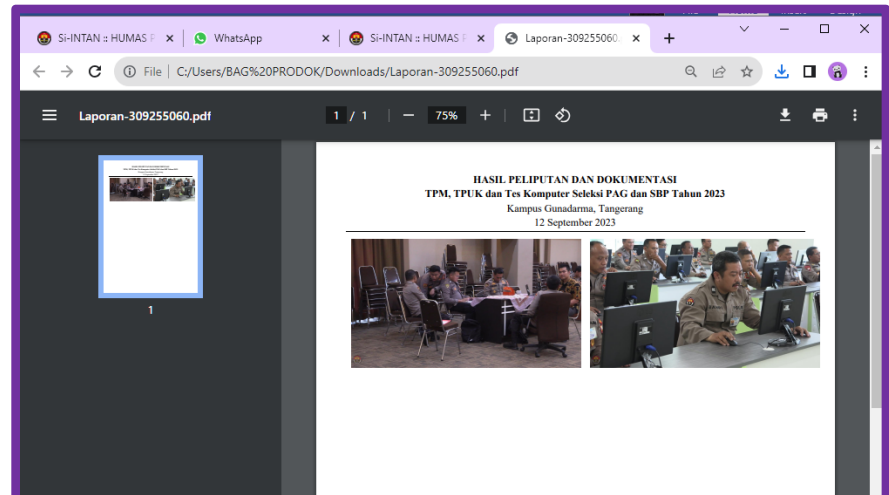 Si-INTAN :: HUMAS P
WhatsApp
Si-INTAN :: HUMAS P
Laporan-309255060.
File
C:/Users/BAG%20PRODOK/Downloads/Laporan-309255060.pdf
Laporan-309255060.pdf
1 / 1
75%
HASIL PELIPUTAN DAN DOKUMENTASI
TPM, TPUK dan Tes Komputer Seleksi PAG dan SBP Tahun 2023
Kampus Gunadarma, Tangerang
12 September 2023
1